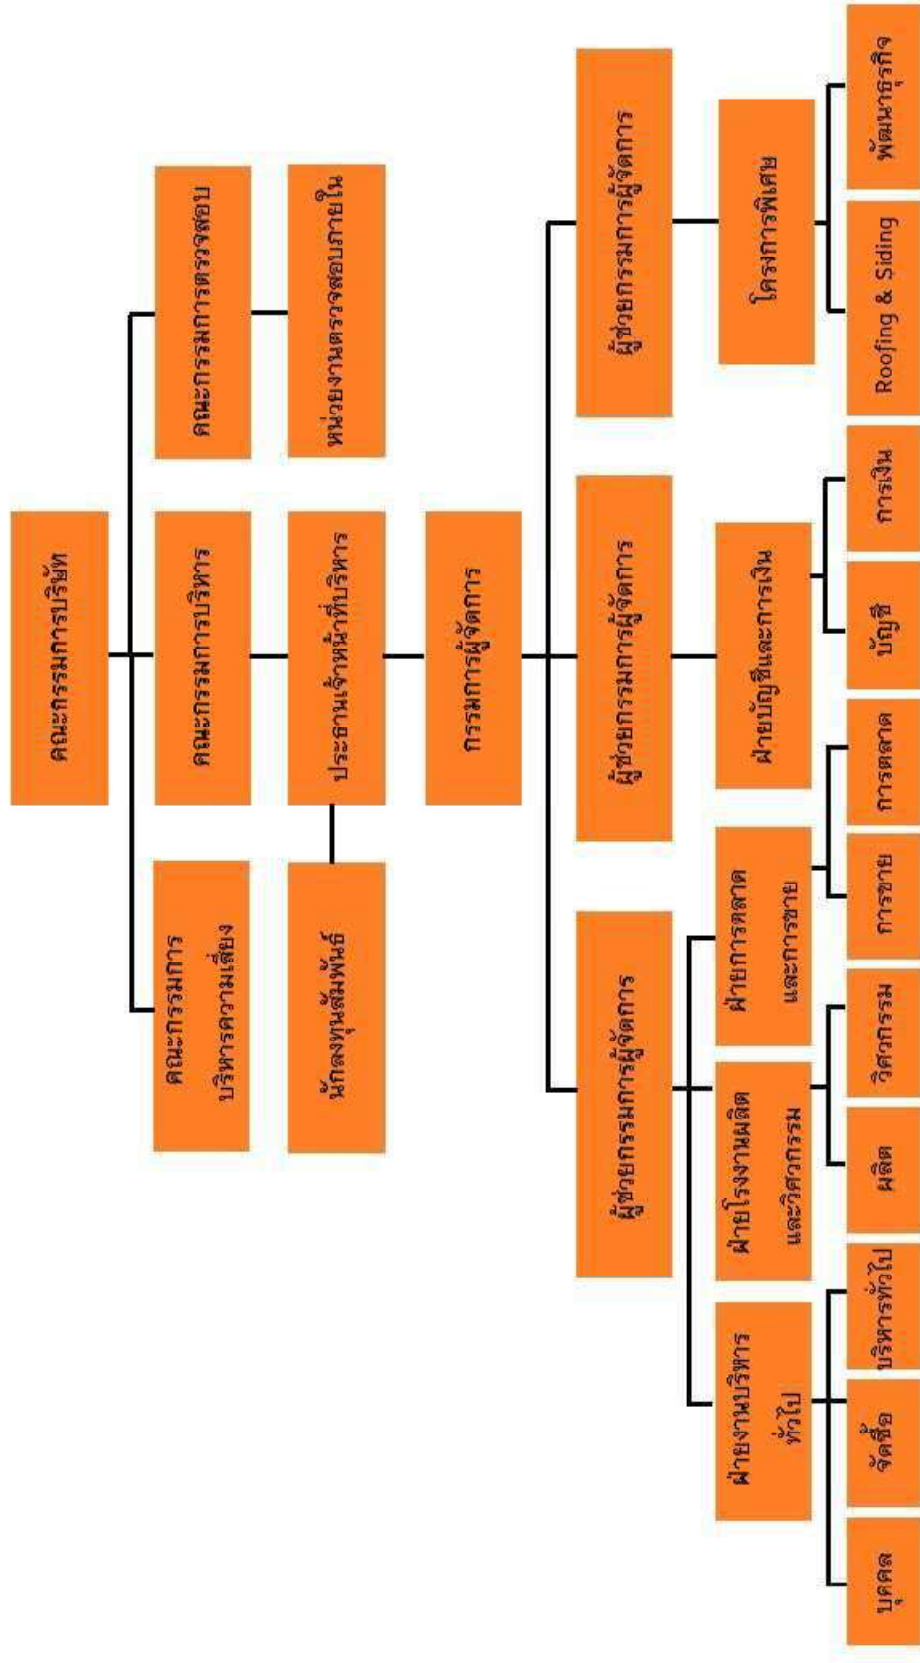 คณะกรรมการบริษัท
คณะกรรมการ
บริหารความเสี่ยง
คณะกรรมการบริหาร
คณะกรรมการตรวจสอบ
นักลงทุนสัมพันธ์
ประธานเจ้าหน้าที่บริหาร
หน่วยงานตรวจสอบภายใน
กรรมการผู้จัดการ
ผู้ช่วยกรรมการผู้จัดการ
ผู้ช่วยกรรมการผู้จัดการ
ผู้ช่วยกรรมการผู้จัดการ
ฝ่ายงานบริหาร
ทั่วไป
ฝ่ายโรงงานผลิต
และวิศวกรรม
ฝ่ายการตลาด
และการขาย
ฝ่ายบัญชีและการเงิน
โครงการพิเศษ
บุคคล
จัดซื้อ
บริหารทั่วไป
ผลิต
วิศวกรรม
การขาย
การตลาด
บัญชี
การเงิน
Roofing & Siding
พัฒนาธุรกิจ